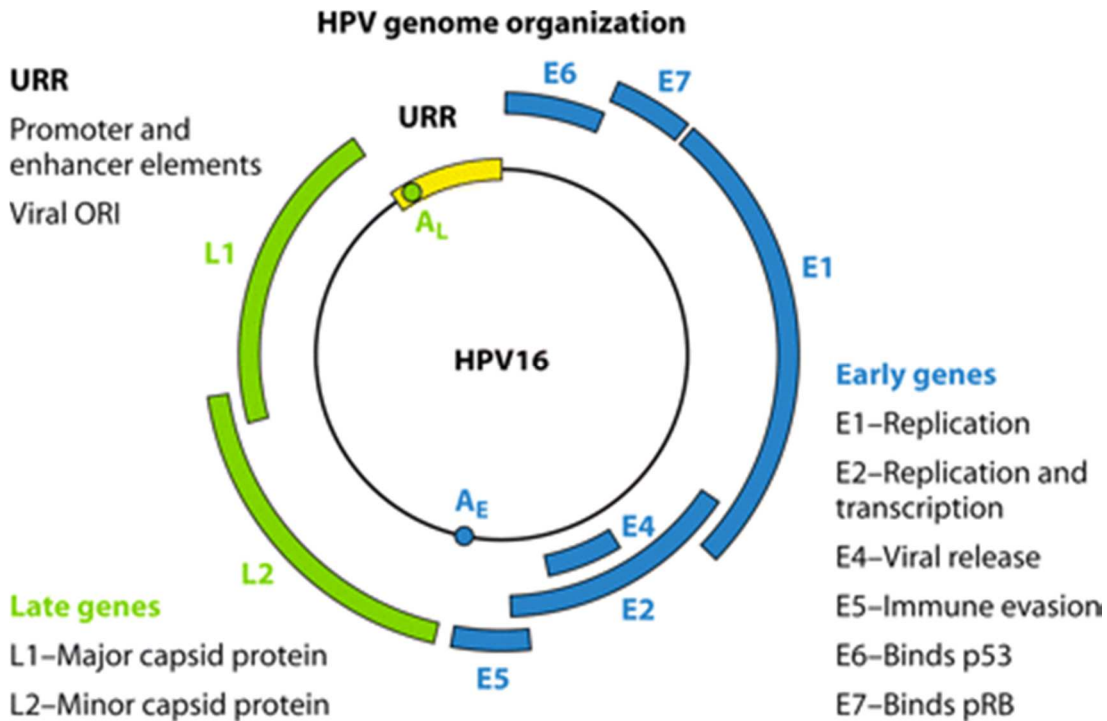 HPV genome organization
URR
Promoter and
enhancer elements
Viral ORI
URR
E6
E7
A_L
L1
E1
HPV16
A_E
E4
L2
E2
E5
Late genes
L1–Major capsid protein
L2–Minor capsid protein
Early genes
E1–Replication
E2–Replication and
transcription
E4–Viral release
E5–Immune evasion
E6–Binds p53
E7–Binds pRB